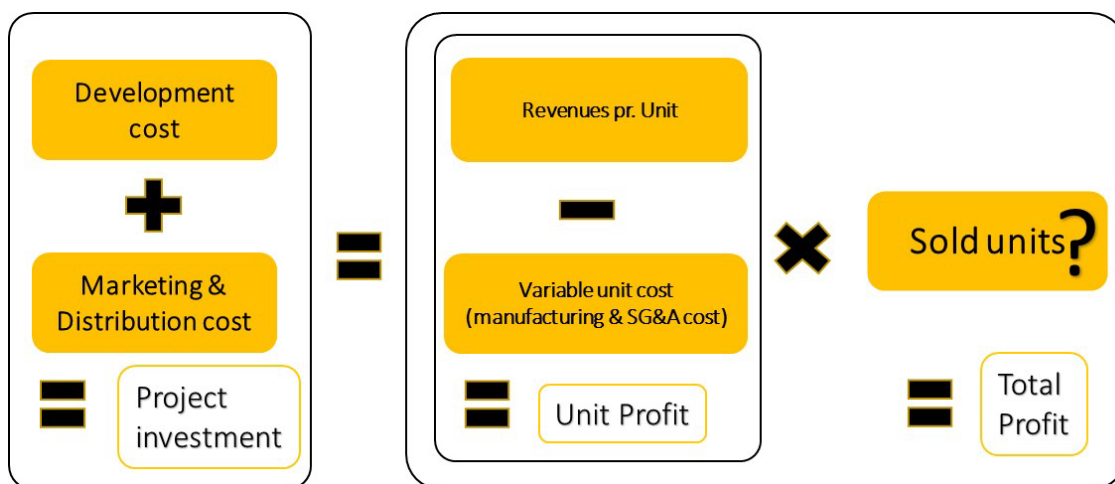 Development
cost
Marketing &
Distribution cost
Project
investment
Revenues pr. Unit
Variable unit cost
(manufacturing & SG&A cost)
Unit Profit
Sold units?
Total
Profit